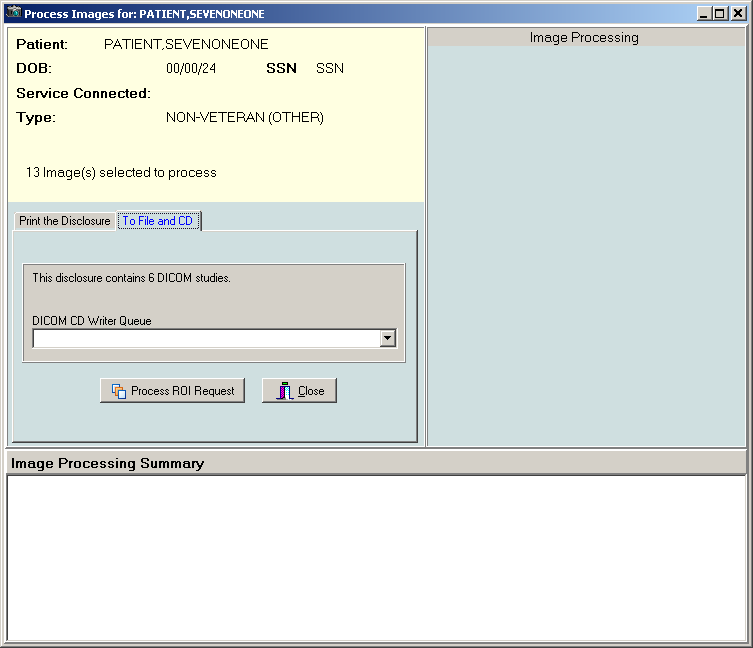 Process Images for: PATIENT,SEVENONEONE
Patient: PATIENT,SEVENONEONE
DOB: 00/00/24 SSN SSN
Service Connected:
Type: NON-VETERAN (OTHER)
13 Image(s) selected to process
Image Processing
Print the Disclosure To File and CD
This disclosure contains 6 DICOM studies.
DICOM CD Writer Queue
Process ROI Request Close
Image Processing Summary